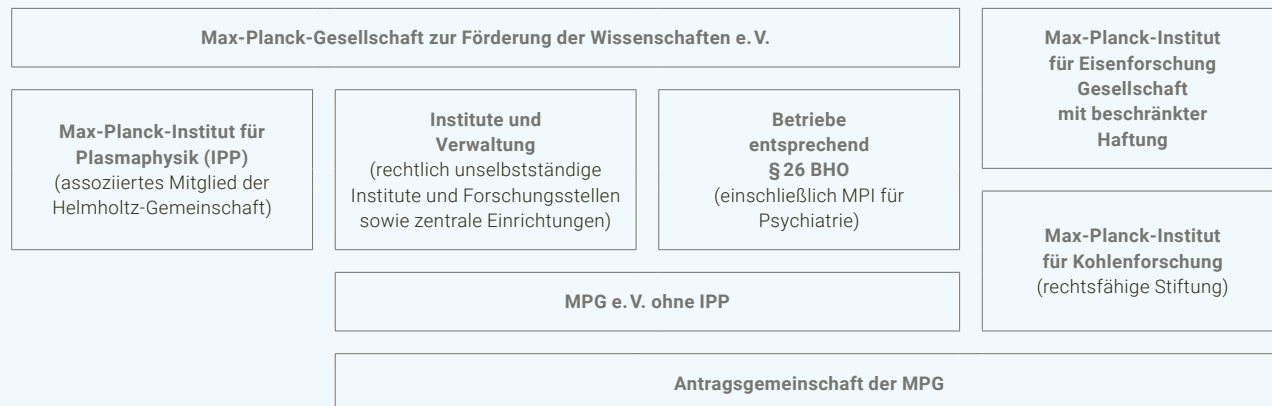 Max-Planck-Gesellschaft zur Förderung der Wissenschaften e. V.
Max-Planck-Institut
für Eisenforschung
Gesellschaft
mit beschränkter
Haftung
Max-Planck-Institut für
Plasmaphysik (IPP)
(assoziiertes Mitglied der
Helmholtz-Gemeinschaft)
Institute und
Verwaltung
(rechtlich unselbstständige
Institute und Forschungsstellen
sowie zentrale Einrichtungen)
Betriebe
entsprechend
§ 26 BHO
(einschließlich MPI für
Psychiatrie)
Max-Planck-Institut
für Kohlenforschung
(rechtsfähige Stiftung)
MPG e. V. ohne IPP
Antragsgemeinschaft der MPG